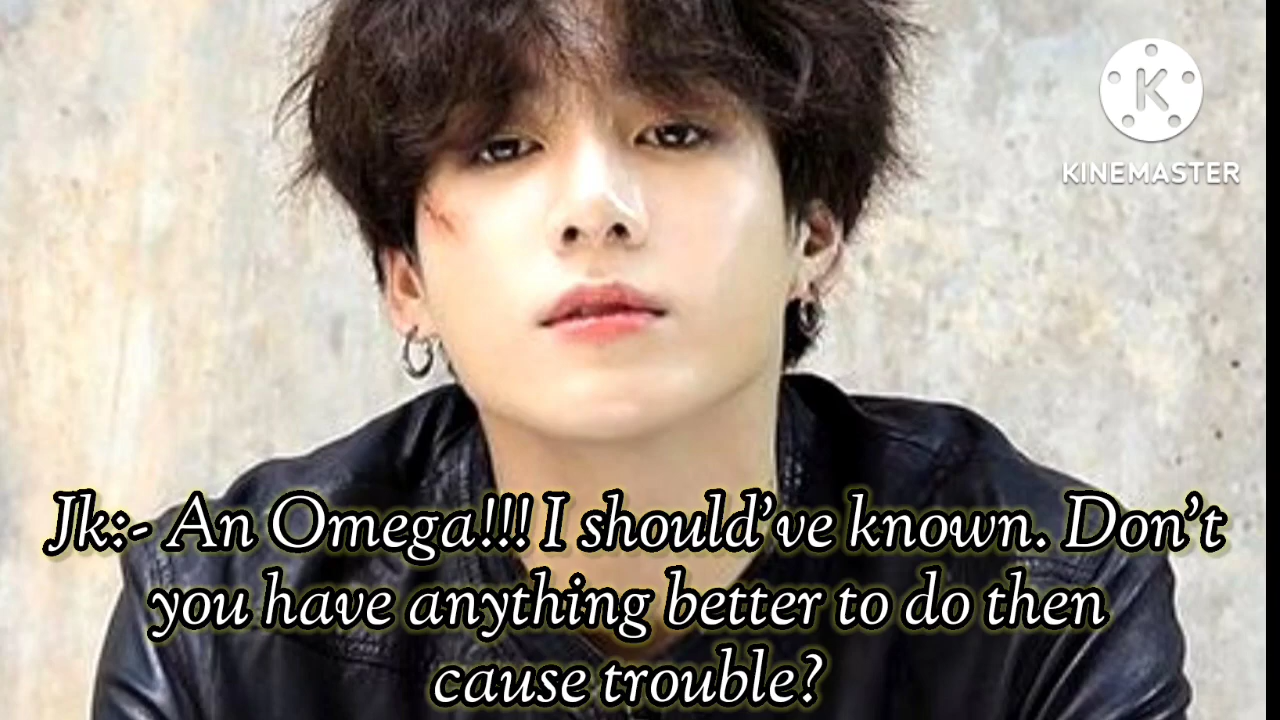 KINEMASTER
Jk:- An Omega!!! I should've known. Don't
you have anything better to do then
cause trouble?